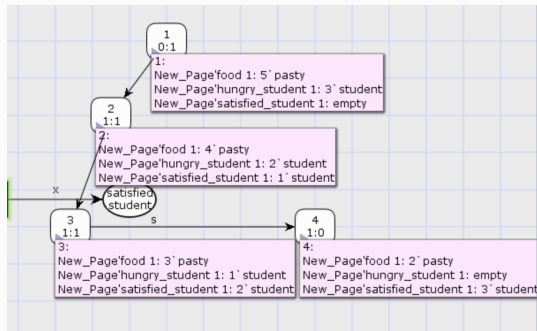 1
0:1
1:
New_Page'food 1: 5`pasty
New_Page'hungry_student 1: 3`student
New_Page'satisfied_student 1: empty
2
1:1
2:
New_Page'food 1: 4`pasty
New_Page'hungry_student 1: 2`student
New_Page'satisfied_student 1: 1`student
x
satisfied
student
3
1:1
s
4
1:0
3:
New_Page'food 1: 3`pasty
New_Page'hungry_student 1: 1`student
New_Page'satisfied_student 1: 2`student
4:
New_Page'food 1: 2`pasty
New_Page'hungry_student 1: empty
New_Page'satisfied_student 1: 3`student